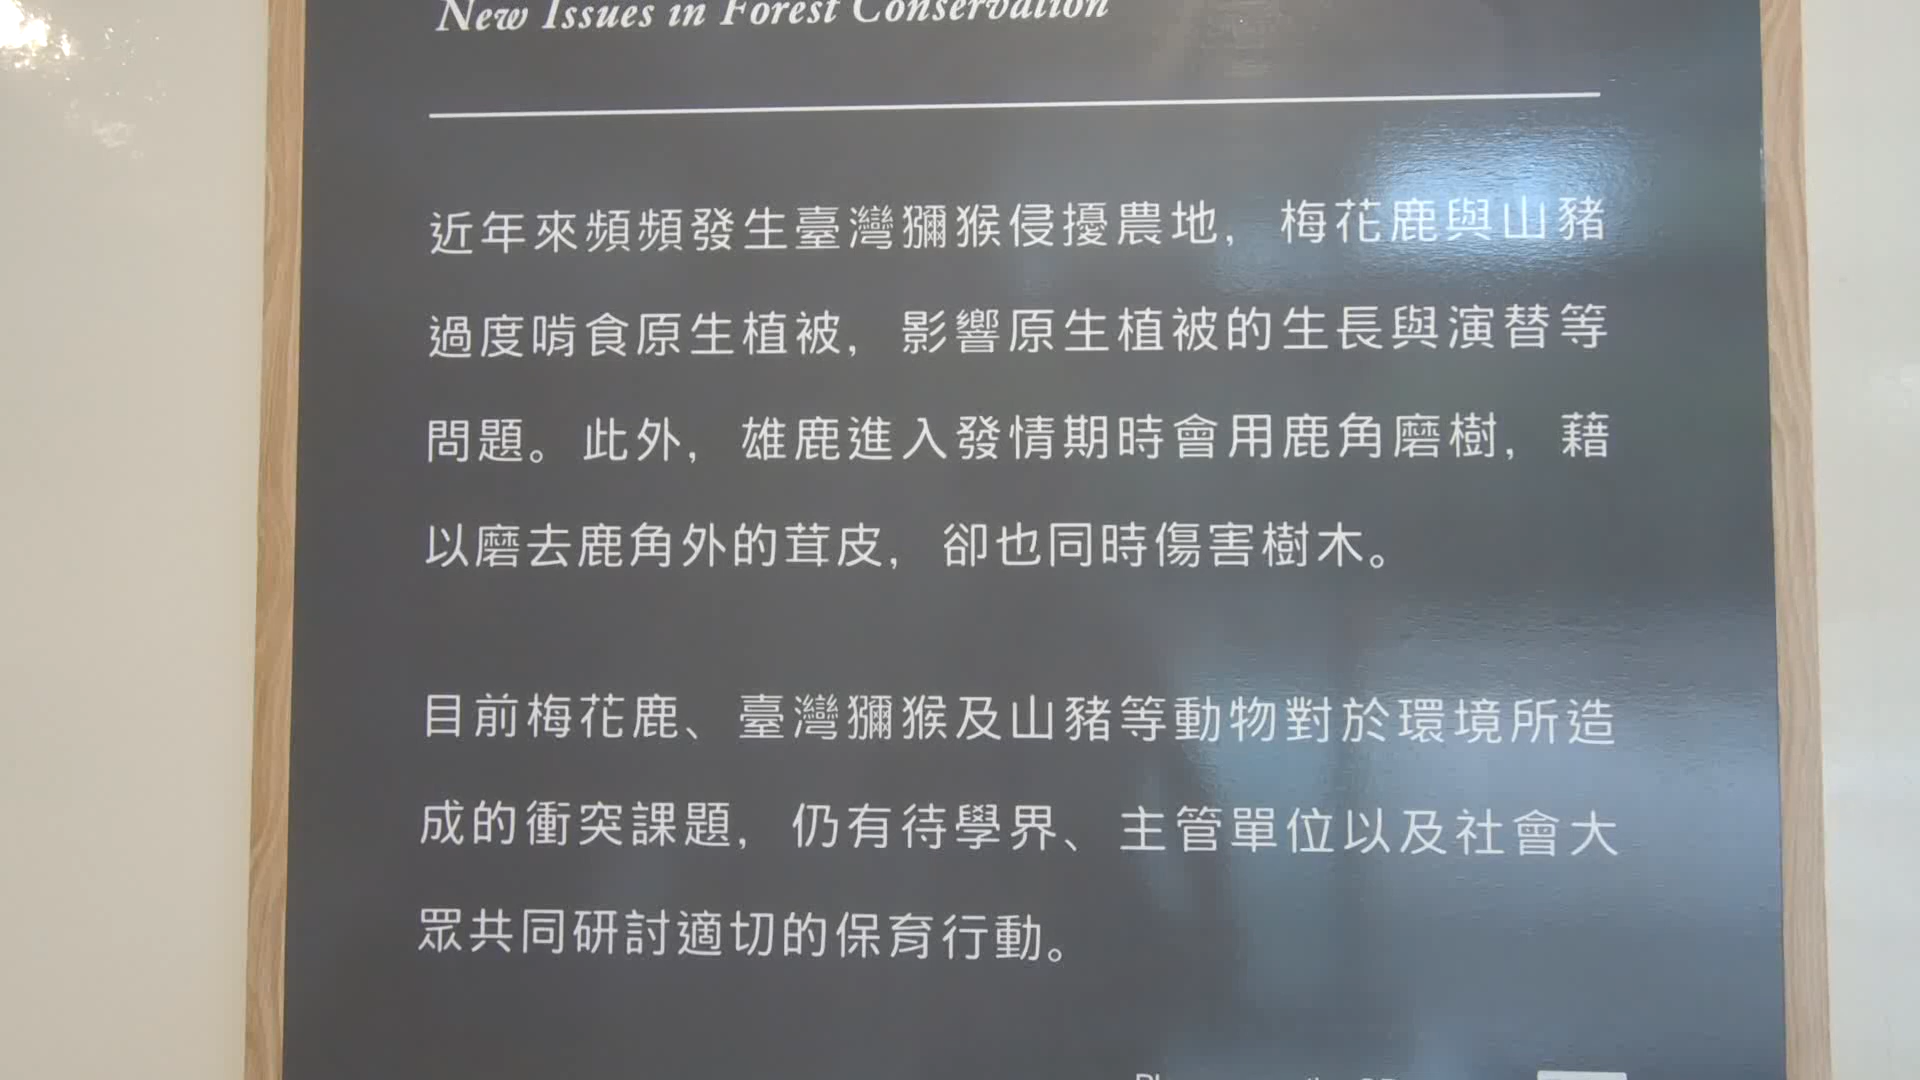 New Issues in Forest Conservation
近年來頻頻發生臺灣獼猴侵擾農地，梅花鹿與山豬
過度啃食原生植被，影響原生植被的生長與演替等
問題。此外，雄鹿進入發情期時會用鹿角磨樹，藉
以磨去鹿角外的茸皮，卻也同時傷害樹木。
目前梅花鹿、臺灣獼猴及山豬等動物對於環境所造
成的衝突課題，仍有待學界、主管單位以及社會大
眾共同研討適切的保育行動。